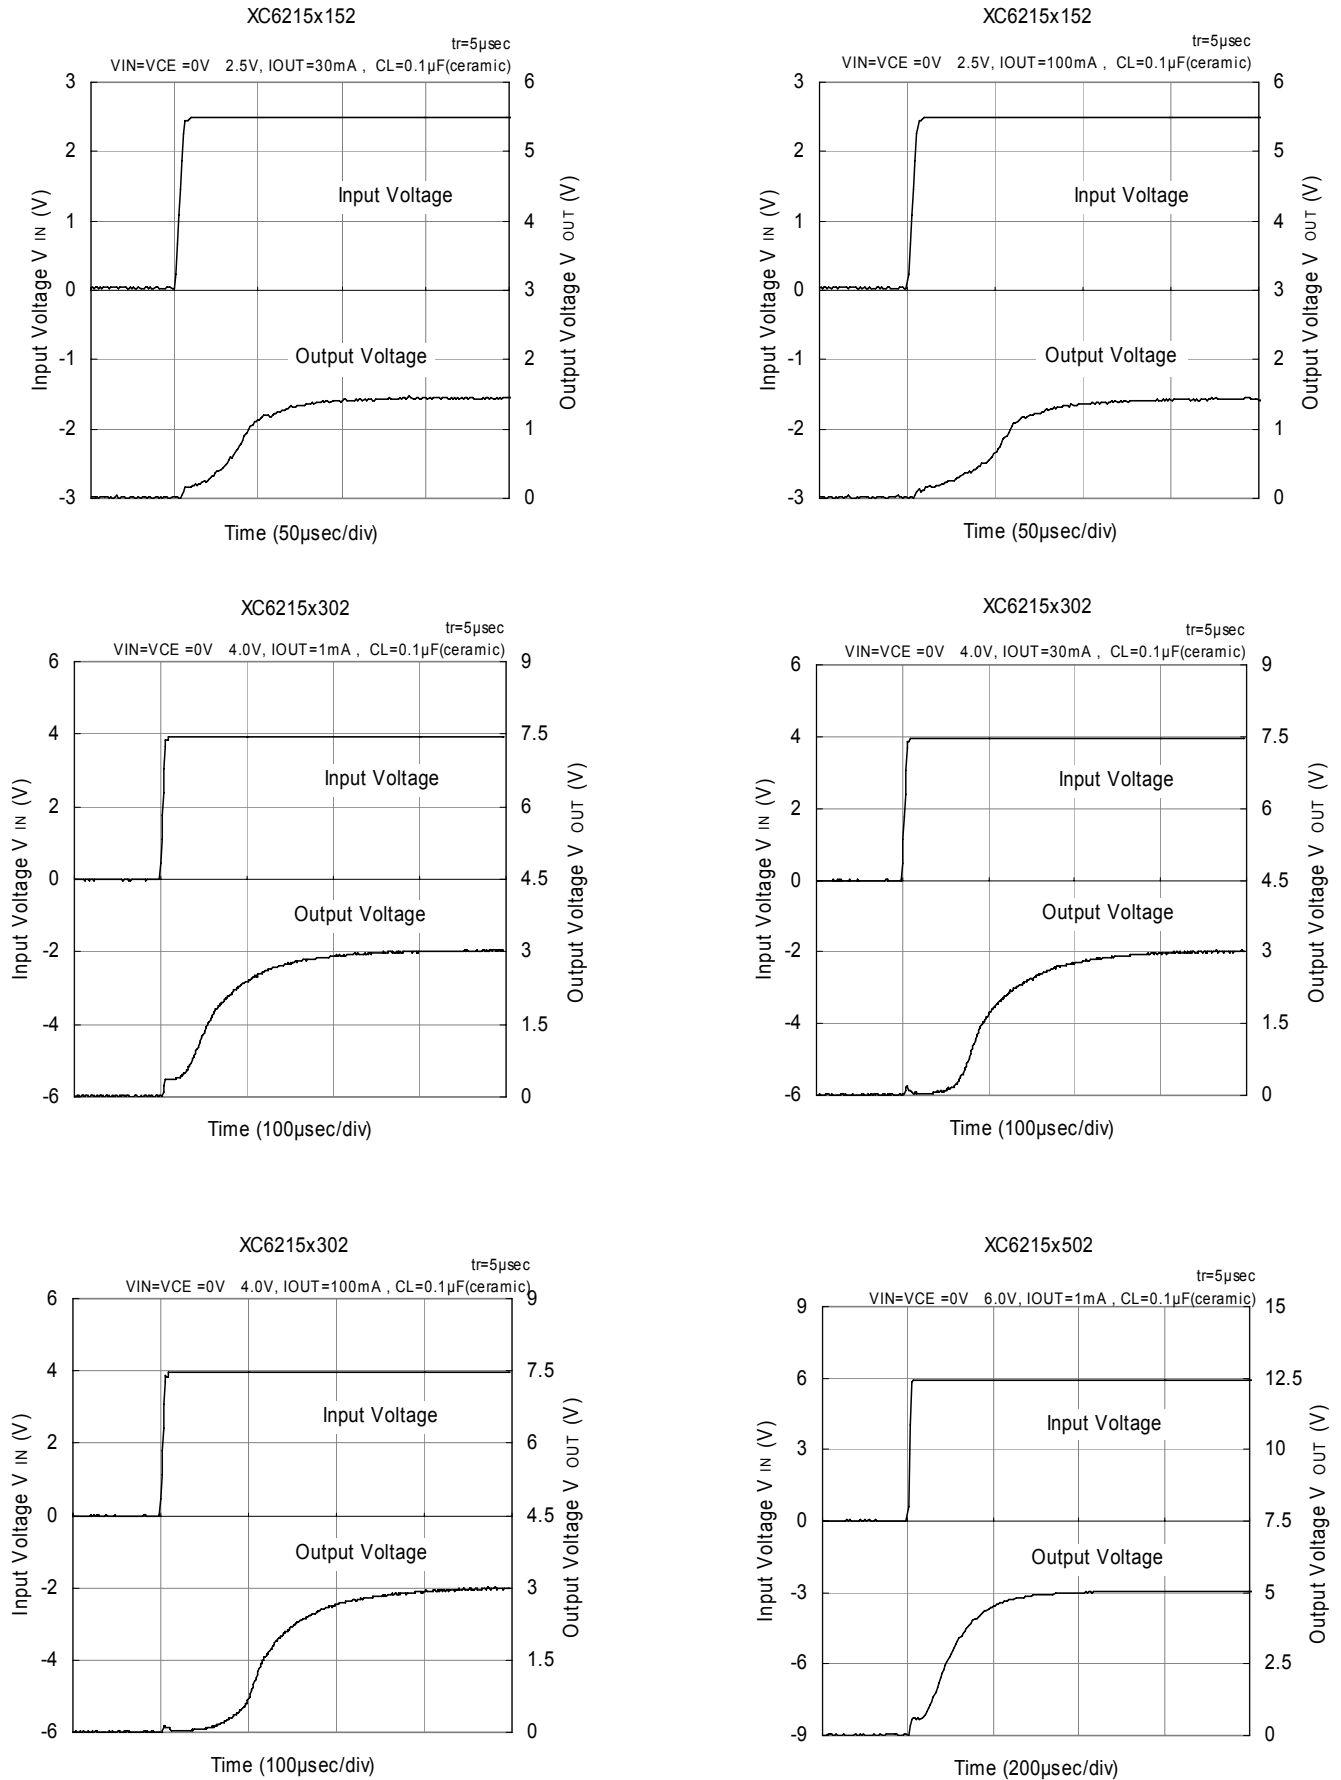 XC6215x152
tr=5µsec
VIN=VCE =0V 2.5V, IOUT=30mA , CL=0.1µF(ceramic)
3
2
1
0
-1
-2
-3
6
5
4
3
2
1
0
Input Voltage V IN (V)
Output Voltage V OUT (V)
Input Voltage
Output Voltage
Time (50µsec/div)
XC6215x152
tr=5µsec
VIN=VCE =0V 2.5V, IOUT=100mA , CL=0.1µF(ceramic)
3
2
1
0
-1
-2
-3
6
5
4
3
2
1
0
Input Voltage V IN (V)
Output Voltage V OUT (V)
Input Voltage
Output Voltage
Time (50µsec/div)
XC6215x302
tr=5µsec
VIN=VCE =0V 4.0V, IOUT=1mA , CL=0.1µF(ceramic)
6
4
2
0
-2
-4
-6
9
7.5
6
4.5
3
1.5
0
Input Voltage V IN (V)
Output Voltage V OUT (V)
Input Voltage
Output Voltage
Time (100µsec/div)
XC6215x302
tr=5µsec
VIN=VCE =0V 4.0V, IOUT=30mA , CL=0.1µF(ceramic)
6
4
2
0
-2
-4
-6
9
7.5
6
4.5
3
1.5
0
Input Voltage V IN (V)
Output Voltage V OUT (V)
Input Voltage
Output Voltage
Time (100µsec/div)
XC6215x302
tr=5µsec
VIN=VCE =0V 4.0V, IOUT=100mA , CL=0.1µF(ceramic)
6
4
2
0
-2
-4
-6
9
7.5
6
4.5
3
1.5
0
Input Voltage V IN (V)
Output Voltage V OUT (V)
Input Voltage
Output Voltage
Time (100µsec/div)
XC6215x502
tr=5µsec
VIN=VCE =0V 6.0V, IOUT=1mA , CL=0.1µF(ceramic)
9
6
3
0
-3
-6
-9
15
12.5
10
7.5
5
2.5
0
Input Voltage V IN (V)
Output Voltage V OUT (V)
Input Voltage
Output Voltage
Time (200µsec/div)